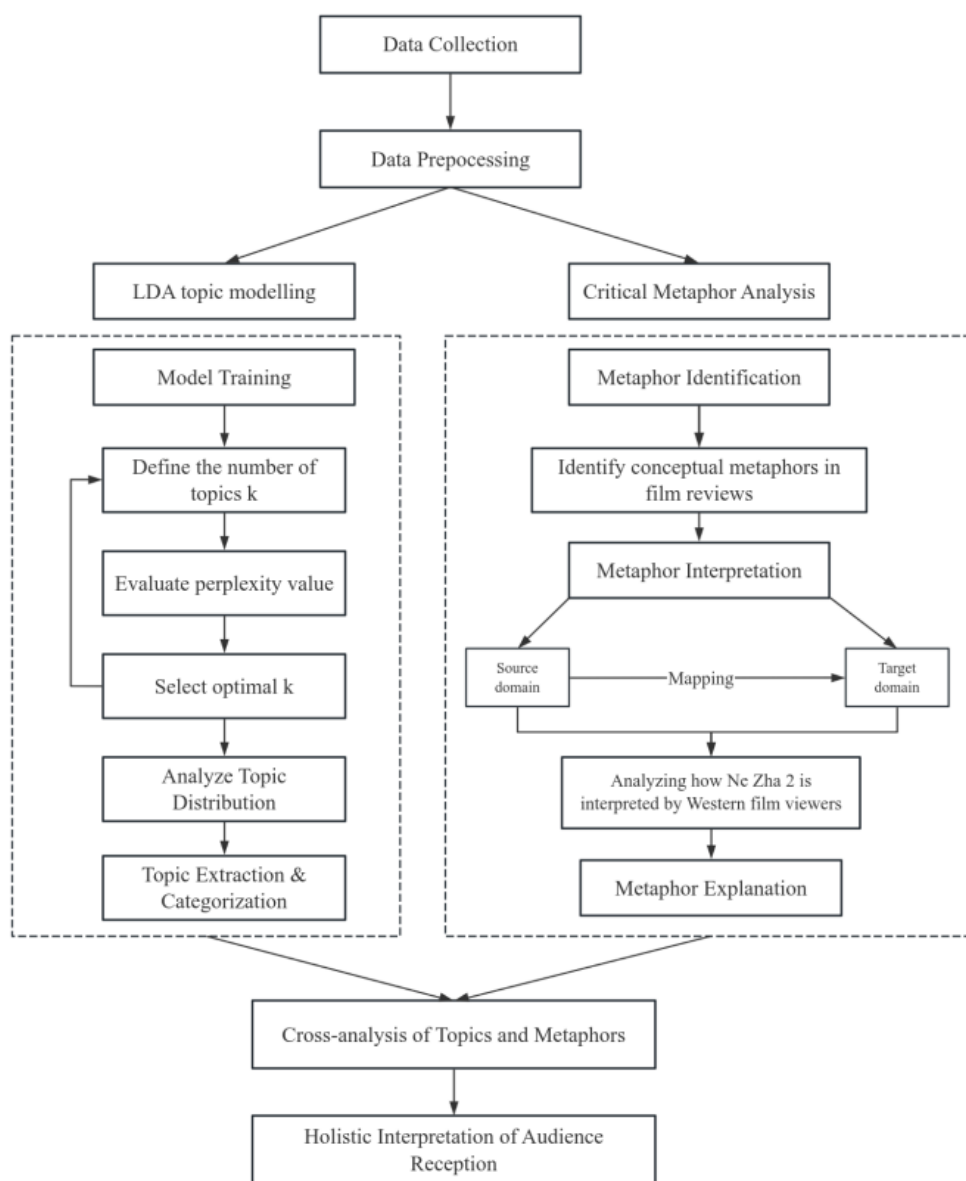 Data Collection
Data Prepocessing
LDA topic modelling
Critical Metaphor Analysis
Model Training
Define the number of
topics k
Evaluate perplexity value
Select optimal k
Analyze Topic
Distribution
Topic Extraction &
Categorization
Metaphor Identification
Identify conceptual metaphors in
film reviews
Metaphor Interpretation
Source
domain
Mapping
Target
domain
Analyzing how Ne Zha 2 is
interpreted by Western film viewers
Metaphor Explanation
Cross-analysis of Topics and Metaphors
Holistic Interpretation of Audience
Reception